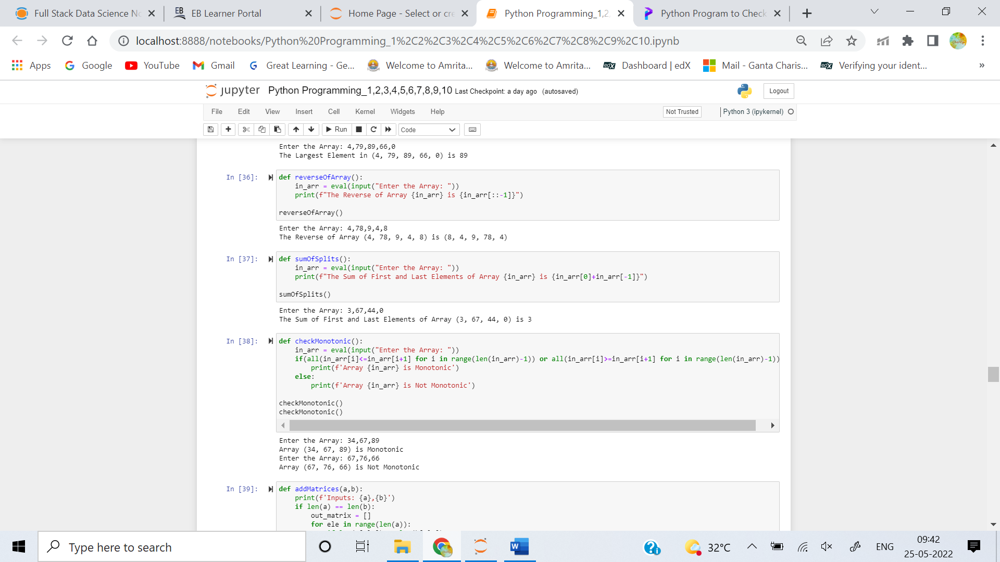 Full Stack Data Science No
EB Learner Portal
Home Page - Select or cre
Python Programming_1,2,
Python Program to Check
localhost:8888/notebooks/Python%20Programming_1%2C2%2C3%2C4%2C5%2C6%2C7%2C8%2C9%2C10.ipynb
Apps
Google
YouTube
Gmail
Great Learning - Ge...
Welcome to Amrita...
Welcome to Amrita...
Dashboard | edX
Mail - Ganta Charis...
Verifying your ident...
»
jupyter Python Programming_1,2,3,4,5,6,7,8,9,10 Last Checkpoint: a day ago (autosaved)
Logout
File Edit View Insert Cell Kernel Widgets Help
Not Trusted
Python 3 (ipykernel)
Run
Code
Enter the Array: 4,79,89,66,0
The Largest Element in (4, 79, 89, 66, 0) is 89
In [36]:
def reverseOfArray():
    in_arr = eval(input("Enter the Array: "))
    print(f"The Reverse of Array {in_arr} is {in_arr[::-1]}")
reverseOfArray()
Enter the Array: 4,78,9,4,8
The Reverse of Array (4, 78, 9, 4, 8) is (8, 4, 9, 78, 4)
In [37]:
def sumOfSplits():
    in_arr = eval(input("Enter the Array: "))
    print(f"The Sum of First and Last Elements of Array {in_arr} is {in_arr[0]+in_arr[-1]}")
sumOfSplits()
Enter the Array: 3,67,44,0
The Sum of First and Last Elements of Array (3, 67, 44, 0) is 3
In [38]:
def checkMonotonic():
    in_arr = eval(input("Enter the Array: "))
    if(all(in_arr[i]<=in_arr[i+1] for i in range(len(in_arr)-1)) or all(in_arr[i]>=in_arr[i+1] for i in range(len(in_arr)-1))
        print(f'Array {in_arr} is Monotonic')
    else:
        print(f'Array {in_arr} is Not Monotonic')
checkMonotonic()
checkMonotonic()
Enter the Array: 34,67,89
Array (34, 67, 89) is Monotonic
Enter the Array: 67,76,66
Array (67, 76, 66) is Not Monotonic
In [39]:
def addMatrices(a,b):
    print(f'Inputs: {a},{b}')
    if len(a) == len(b):
        out_matrix = []
        for ele in range(len(a)):
Type here to search
32°C
ENG
09:42
25-05-2022